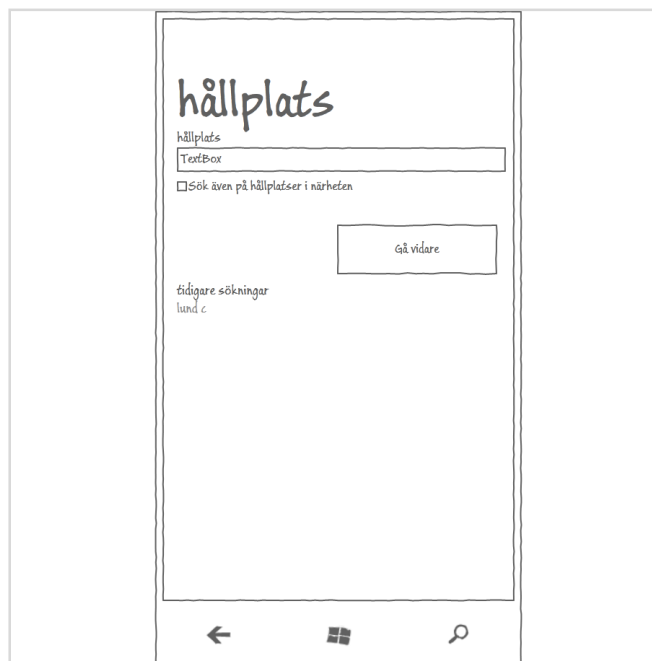 hållplats
hållplats
TextBox
Sök även på hållplatser i närheten
Gå vidare
tidigare sökningar
lund c